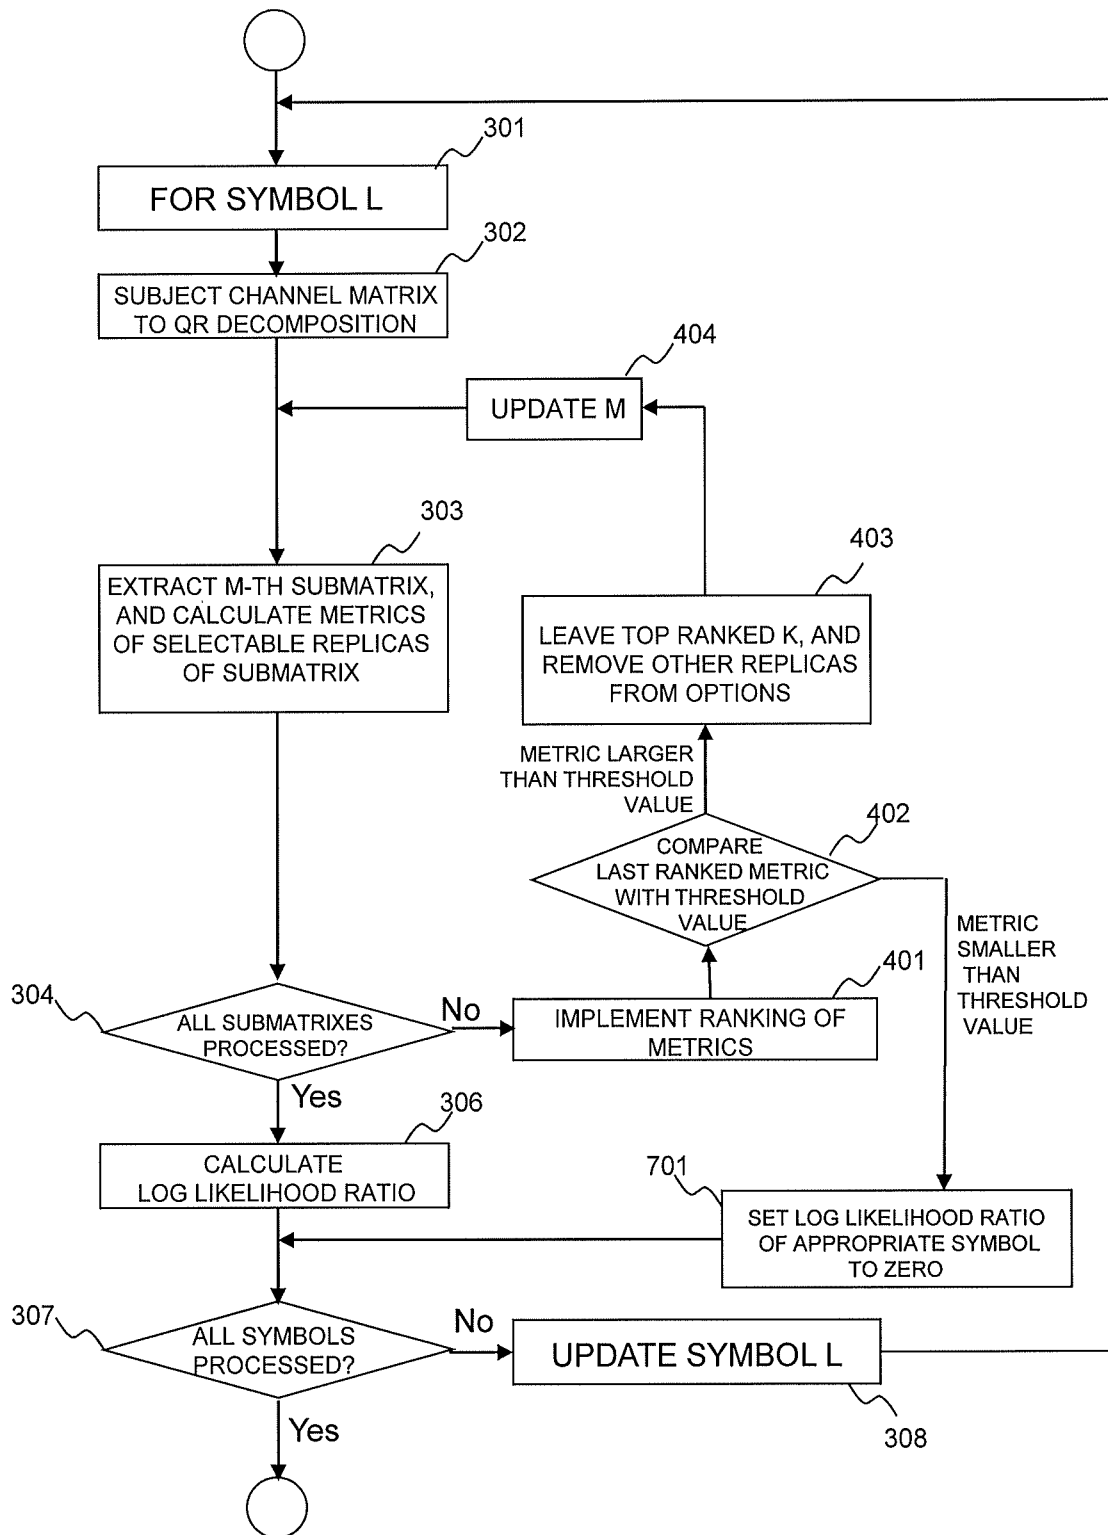 301
FOR SYMBOL L
302
SUBJECT CHANNEL MATRIX
TO QR DECOMPOSITION
404
UPDATE M
303
EXTRACT M-TH SUBMATRIX,
AND CALCULATE METRICS
OF SELECTABLE REPLICAS
OF SUBMATRIX
403
LEAVE TOP RANKED K, AND
REMOVE OTHER REPLICAS
FROM OPTIONS
METRIC LARGER
THAN THRESHOLD
VALUE
402
COMPARE
LAST RANKED METRIC
WITH THRESHOLD
VALUE
METRIC
SMALLER
THAN
THRESHOLD
VALUE
401
IMPLEMENT RANKING OF
METRICS
304
ALL SUBMATRIXES
PROCESSED?
No
Yes
306
CALCULATE
LOG LIKELIHOOD RATIO
701
SET LOG LIKELIHOOD RATIO
OF APPROPRIATE SYMBOL
TO ZERO
307
ALL SYMBOLS
PROCESSED?
No
UPDATE SYMBOL L
308
Yes